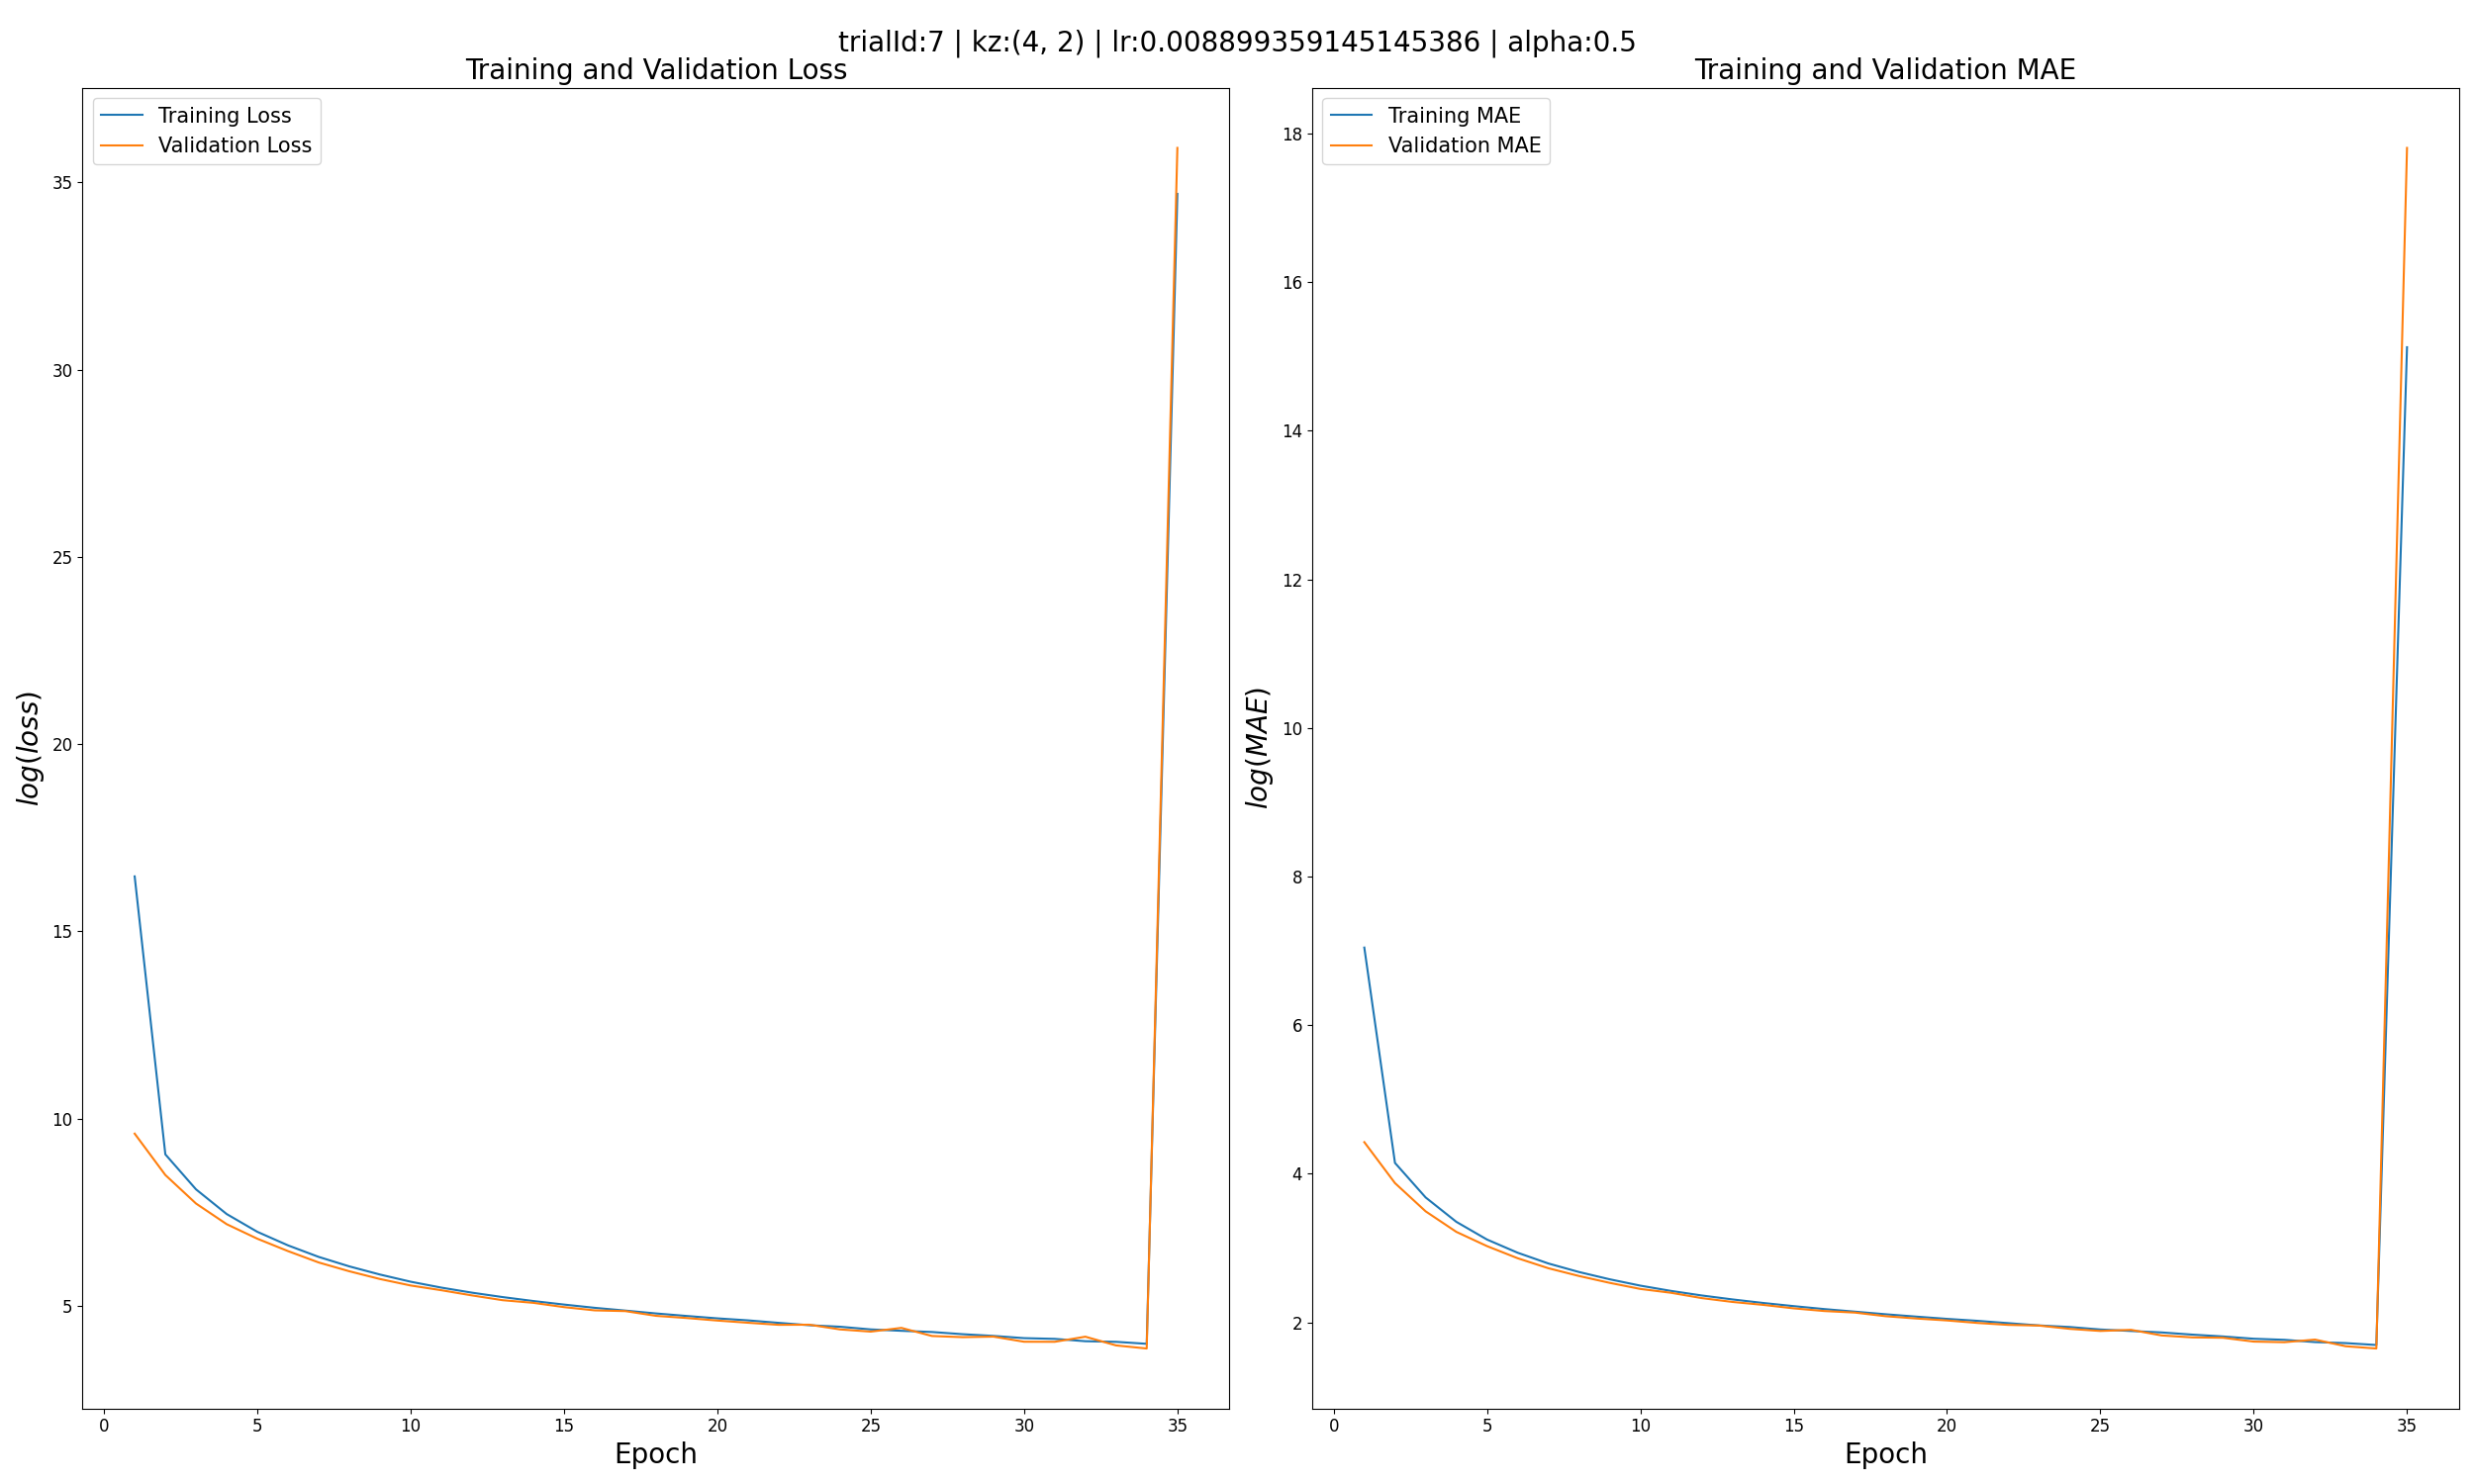 trialId:7 | kz:(4, 2) | lr:0.008899359145145386 | alpha:0.5
Training and Validation Loss
Training Loss
Validation Loss
35
30
25
20
15
10
5
log(loss)
0 5 10 15 20 25 30 35
Epoch
Training and Validation MAE
Training MAE
Validation MAE
18
16
14
12
10
8
6
4
2
log(MAE)
0 5 10 15 20 25 30 35
Epoch